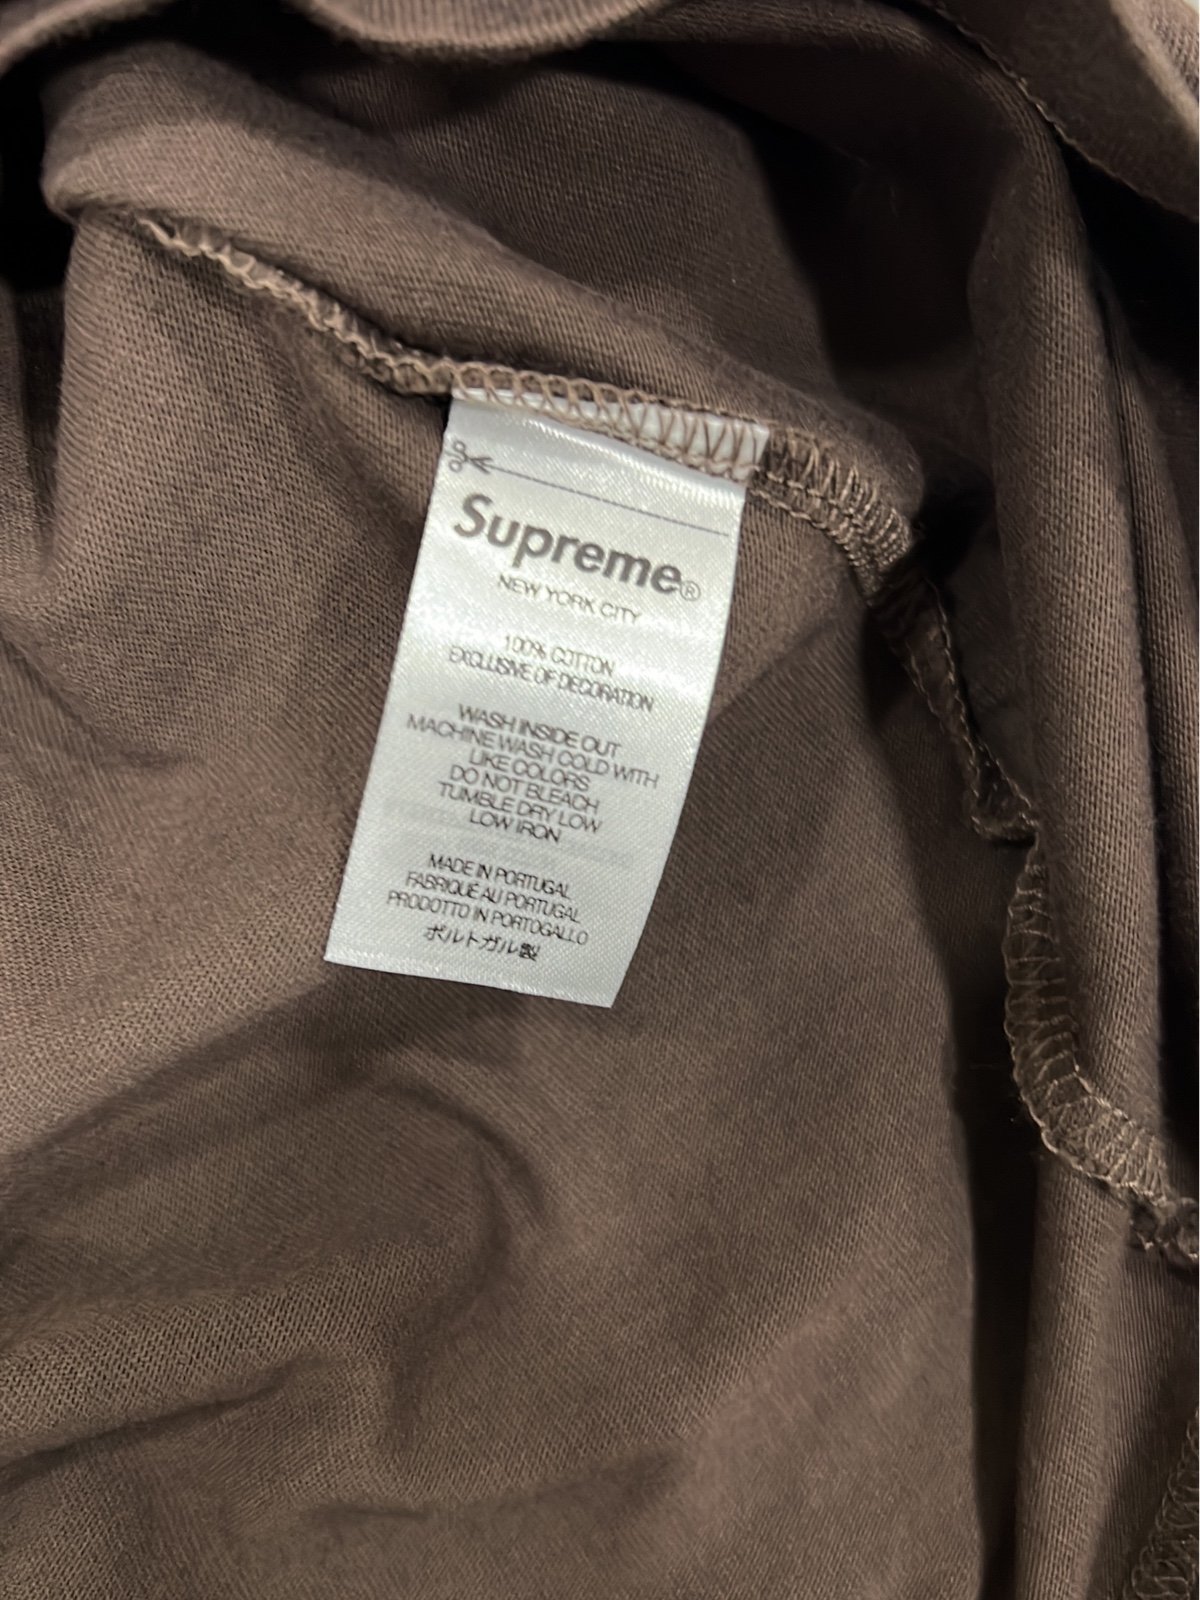 Supreme®
NEW YORK CITY
100% COTTON
EXCLUSIVE OF DECORATION
WASH INSIDE OUT
MACHINE WASH COLD WITH
LIKE COLORS
DO NOT BLEACH
TUMBLE DRY LOW
LOW IRON
MADE IN PORTUGAL
FABRIQUÉ AU PORTUGAL
PRODOTTO IN PORTOGALLO
ポルトガル製